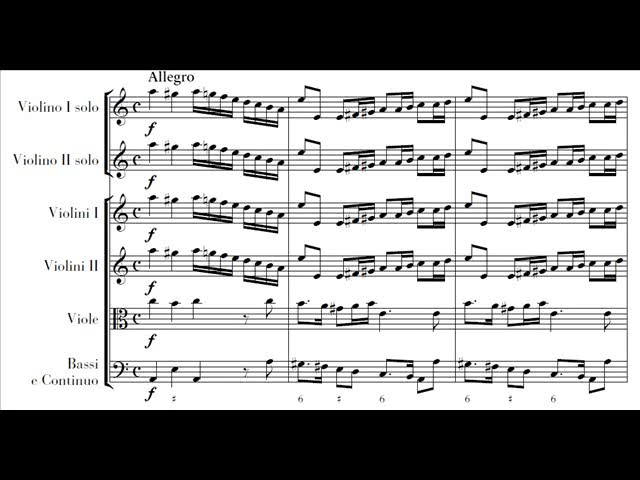 Allegro
Violino I solo
f
Violino II solo
f
Violini I
f
Violini II
f
Viole
f
Bassi
e Continuo
f
♯ 6 ♯ 6 6 ♯ 6